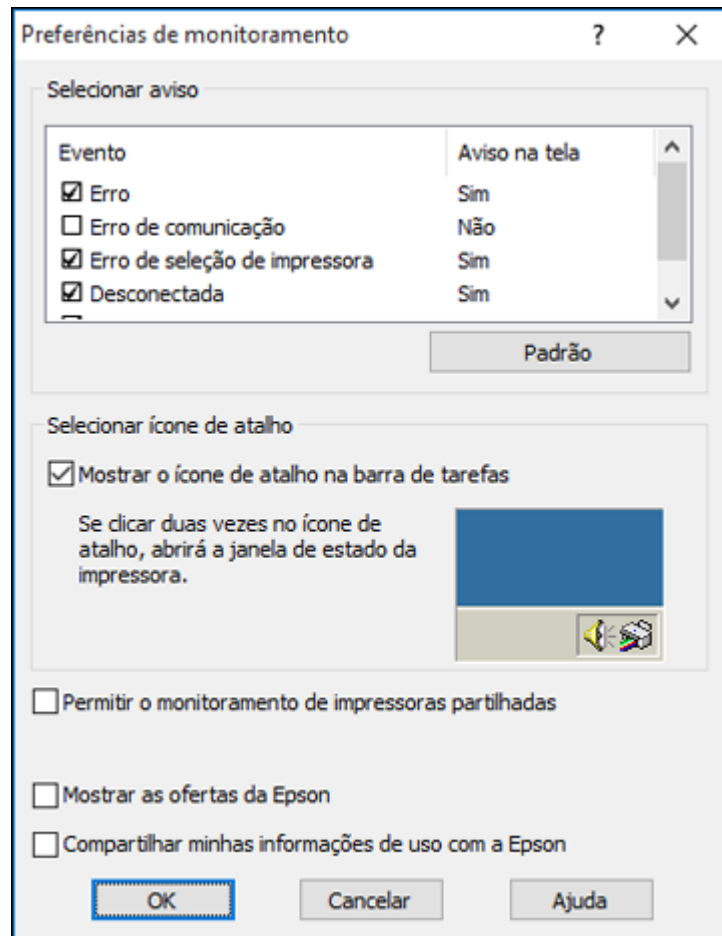 Preferências de monitoramento ?
Selecionar aviso
Evento Aviso na tela
Erro Sim
Erro de comunicação Não
Erro de seleção de impressora Sim
Desconectada Sim
Padrão
Selecionar ícone de atalho
Mostrar o ícone de atalho na barra de tarefas
Se clicar duas vezes no ícone de
atalho, abrirá a janela de estado da
impressora.
Permitir o monitoramento de impressoras partilhadas
Mostrar as ofertas da Epson
Compartilhar minhas informações de uso com a Epson
OK Cancelar Ajuda